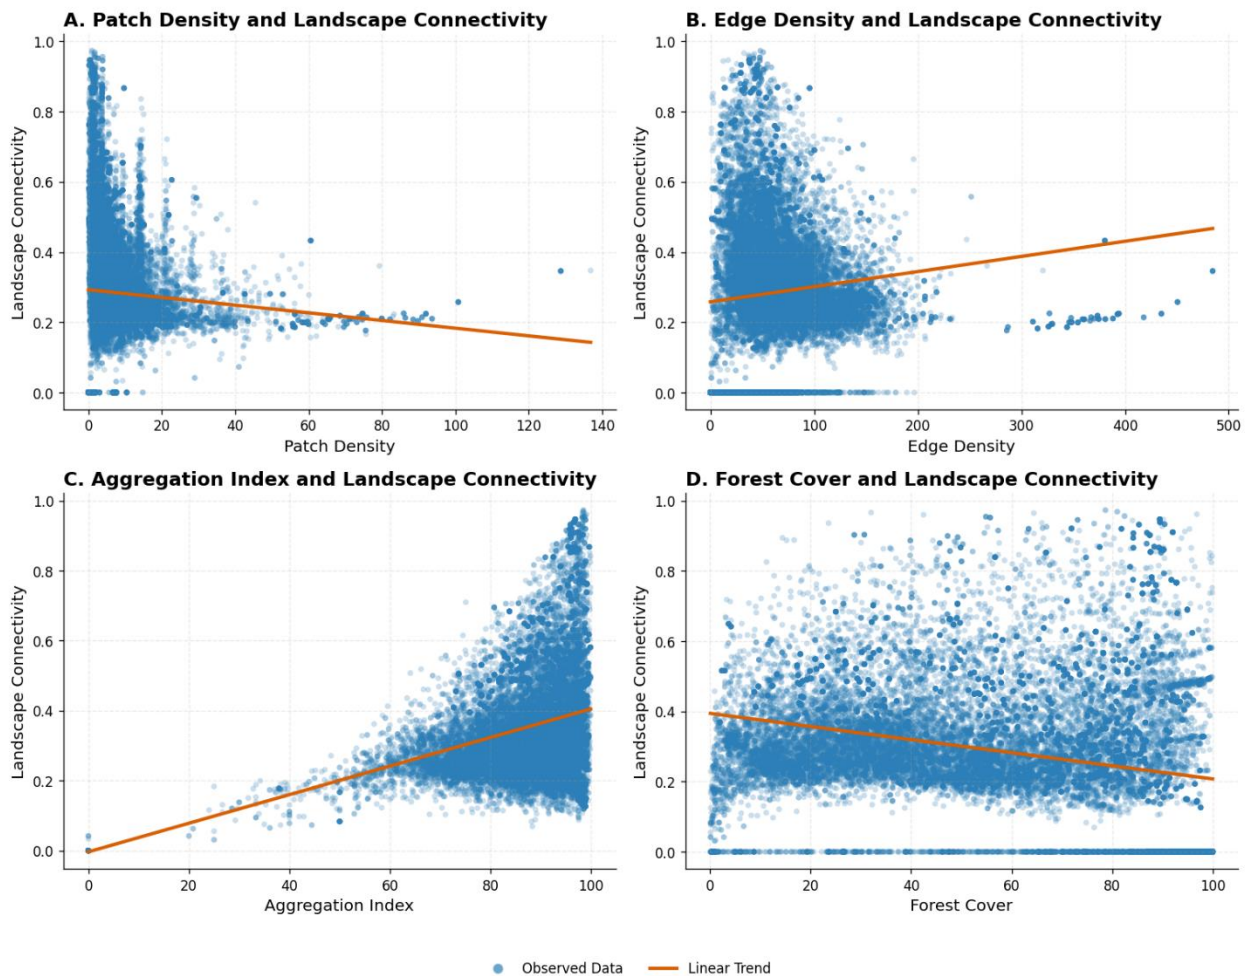 A. Patch Density and Landscape Connectivity
1.0
0.8
0.6
0.4
0.2
0.0
Landscape Connectivity
0 20 40 60 80 100 120 140
Patch Density
B. Edge Density and Landscape Connectivity
1.0
0.8
0.6
0.4
0.2
0.0
Landscape Connectivity
0 100 200 300 400 500
Edge Density
C. Aggregation Index and Landscape Connectivity
1.0
0.8
0.6
0.4
0.2
0.0
Landscape Connectivity
0 20 40 60 80 100
Aggregation Index
D. Forest Cover and Landscape Connectivity
1.0
0.8
0.6
0.4
0.2
0.0
Landscape Connectivity
0 20 40 60 80 100
Forest Cover
Observed Data Linear Trend